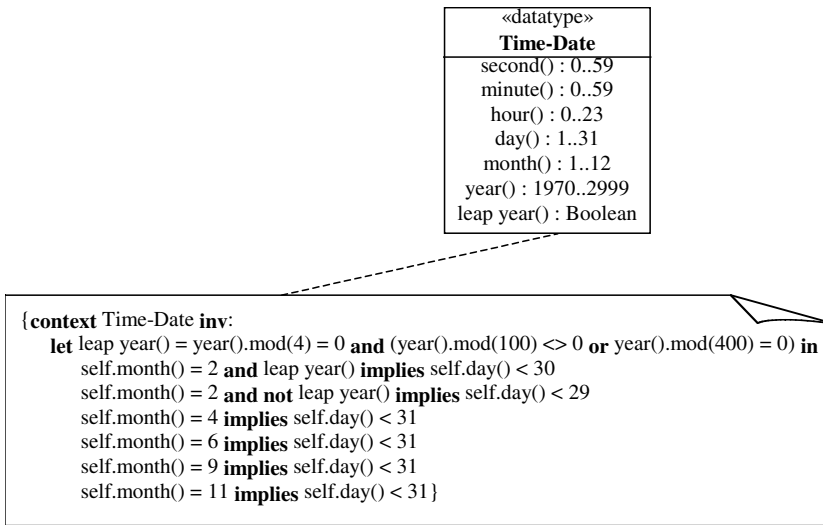 «datatype»
Time-Date
second() : 0..59
minute() : 0..59
hour() : 0..23
day() : 1..31
month() : 1..12
year() : 1970..2999
leap year() : Boolean
{context Time-Date inv:
let leap year() = year().mod(4) = 0 and (year().mod(100) <> 0 or year().mod(400) = 0) in
self.month() = 2 and leap year() implies self.day() < 30
self.month() = 2 and not leap year() implies self.day() < 29
self.month() = 4 implies self.day() < 31
self.month() = 6 implies self.day() < 31
self.month() = 9 implies self.day() < 31
self.month() = 11 implies self.day() < 31}